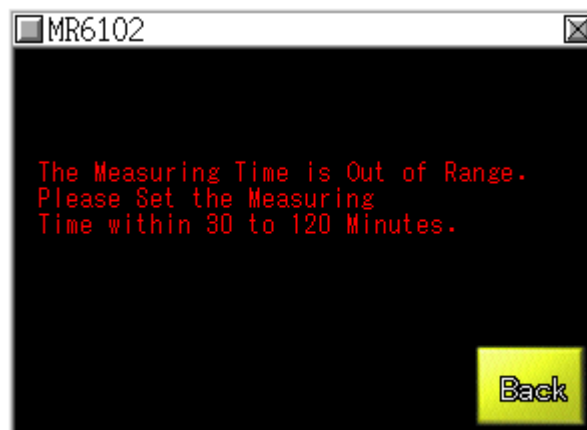 MR6102
The Measuring Time is Out of Range.
Please Set the Measuring
Time within 30 to 120 Minutes.
Back